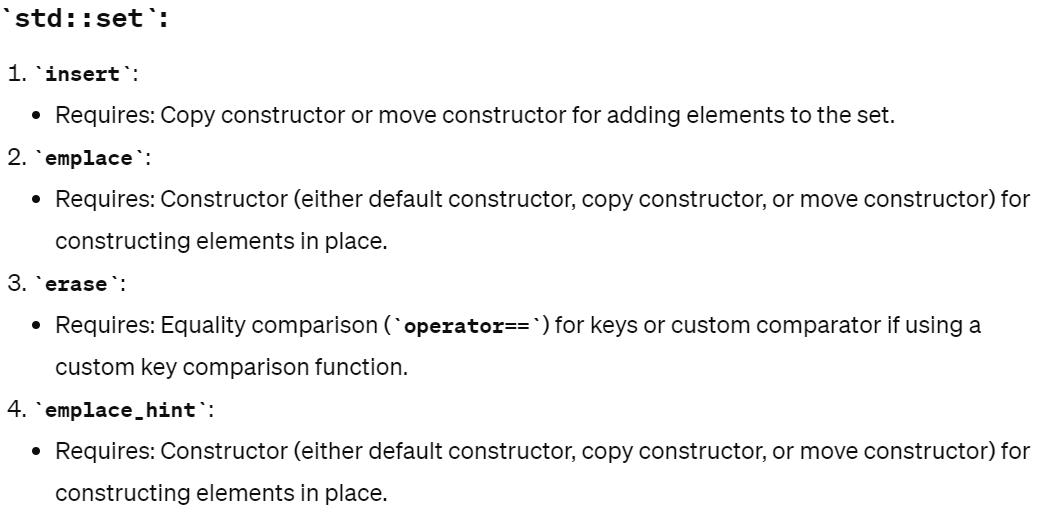 `std::set`:
1. `insert`:
• Requires: Copy constructor or move constructor for adding elements to the set.
2. `emplace`:
• Requires: Constructor (either default constructor, copy constructor, or move constructor) for
constructing elements in place.
3. `erase`:
• Requires: Equality comparison (`operator==`) for keys or custom comparator if using a
custom key comparison function.
4. `emplace_hint`:
• Requires: Constructor (either default constructor, copy constructor, or move constructor) for
constructing elements in place.